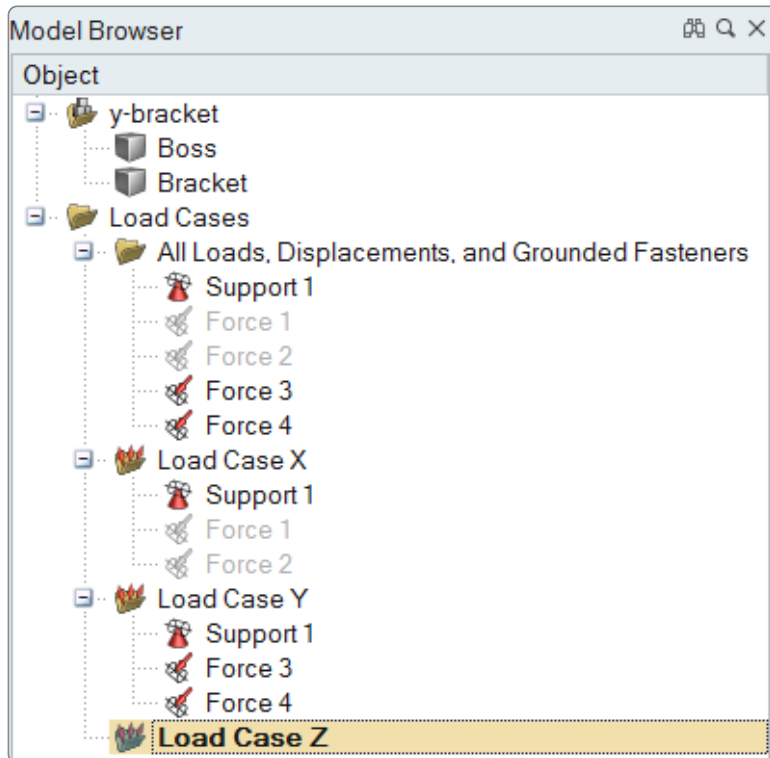 Model Browser
Object
y-bracket
Boss
Bracket
Load Cases
All Loads, Displacements, and Grounded Fasteners
Support 1
Force 1
Force 2
Force 3
Force 4
Load Case X
Support 1
Force 1
Force 2
Load Case Y
Support 1
Force 3
Force 4
Load Case Z